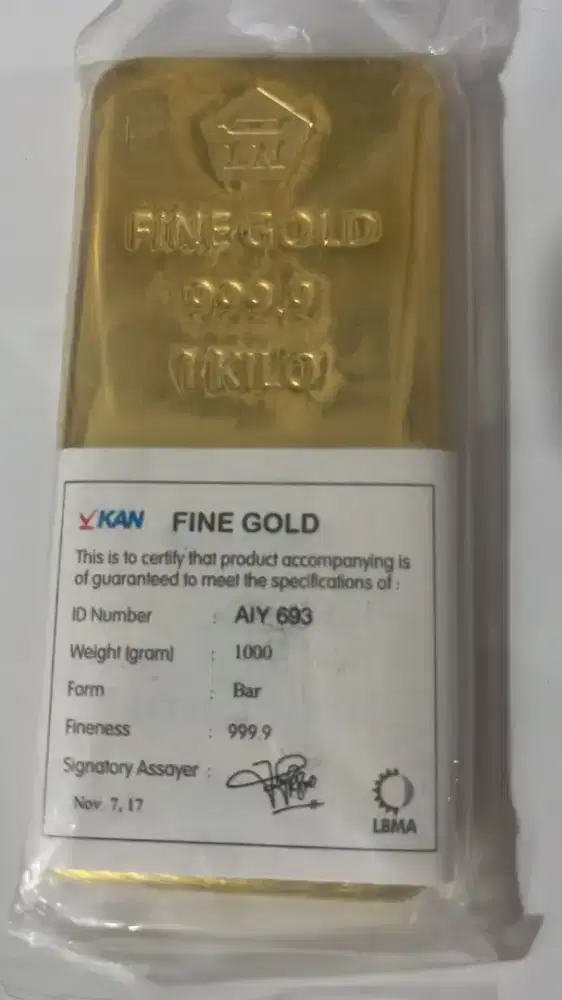 LM
FINE GOLD
999.9
1 KILO
KAN FINE GOLD
This is to certify that product accompanying is
of guaranteed to meet the specifications of :
ID Number : AIY 693
Weight (gram) : 1000
Form : Bar
Fineness : 999.9
Signatory Assayer :
Nov 7, 17
LBMA